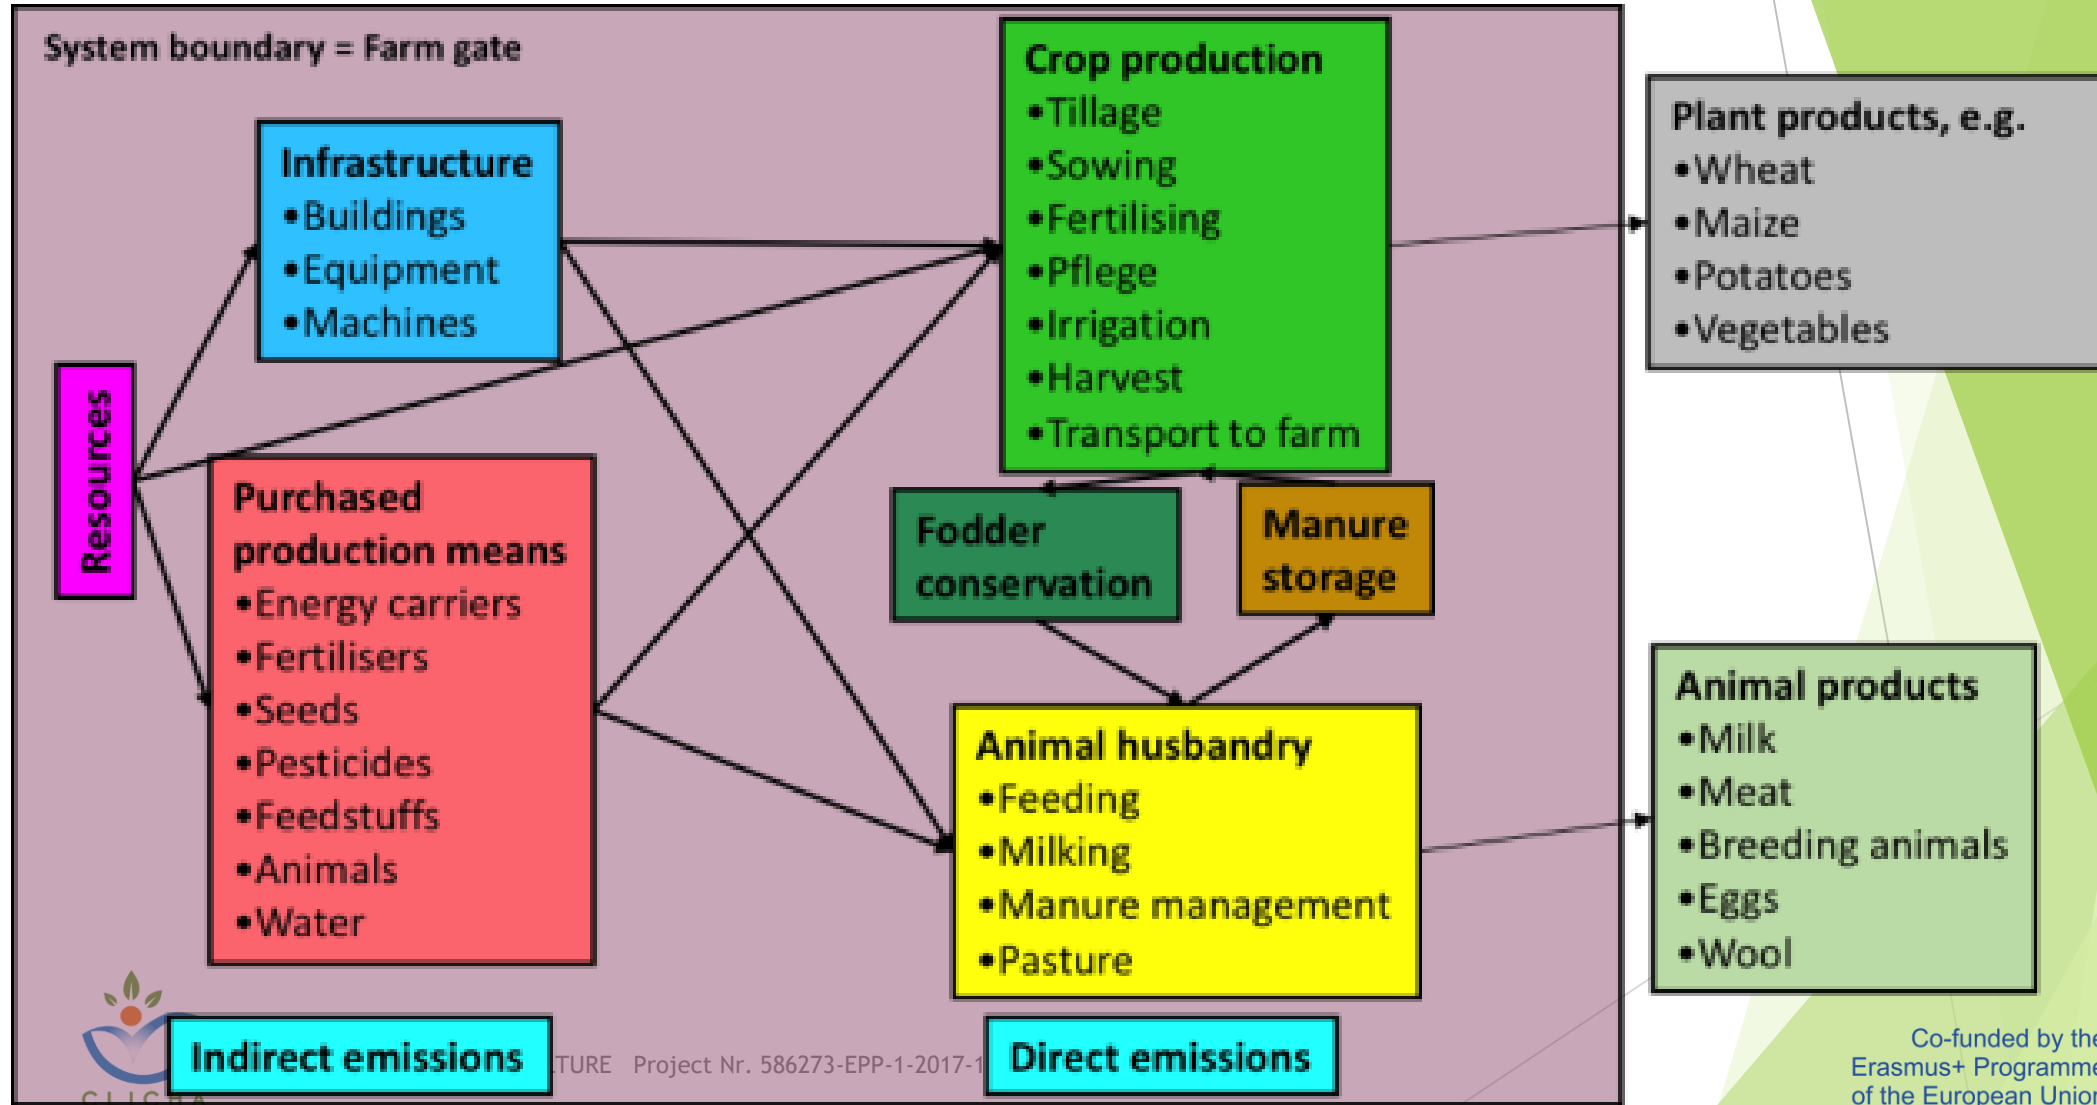 System boundary = Farm gate
Infrastructure
•Buildings
•Equipment
•Machines
Resources
Purchased
production means
•Energy carriers
•Fertilisers
•Seeds
•Pesticides
•Feedstuffs
•Animals
•Water
Crop production
•Tillage
•Sowing
•Fertilising
•Pflege
•Irrigation
•Harvest
•Transport to farm
Fodder
conservation
Manure
storage
Animal husbandry
•Feeding
•Milking
•Manure management
•Pasture
Plant products, e.g.
•Wheat
•Maize
•Potatoes
•Vegetables
Animal products
•Milk
•Meat
•Breeding animals
•Eggs
•Wool
Indirect emissions
TURE Project Nr. 586273-EPP-1-2017-1
Direct emissions
Co-funded by the
Erasmus+ Programme
of the European Union